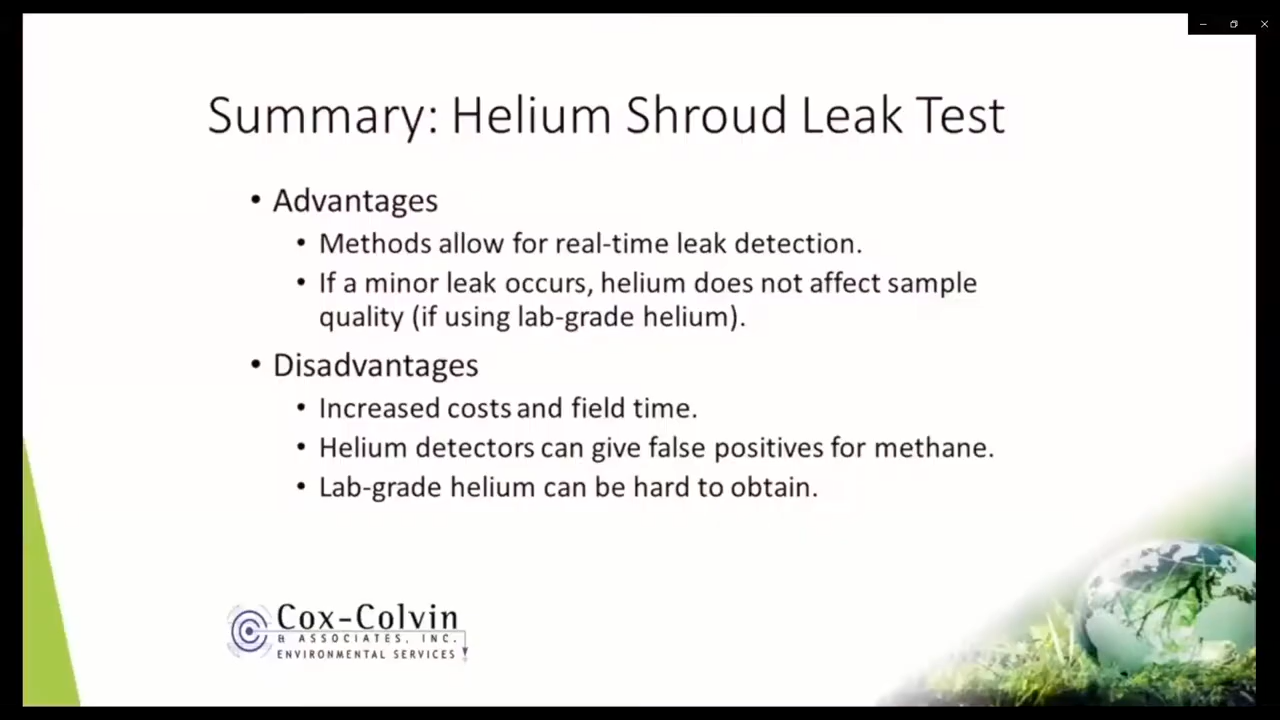 Summary: Helium Shroud Leak Test
• Advantages
• Methods allow for real-time leak detection.
• If a minor leak occurs, helium does not affect sample
quality (if using lab-grade helium).
• Disadvantages
• Increased costs and field time.
• Helium detectors can give false positives for methane.
• Lab-grade helium can be hard to obtain.
Cox-Colvin
& ASSOCIATES, INC.
ENVIRONMENTAL SERVICES